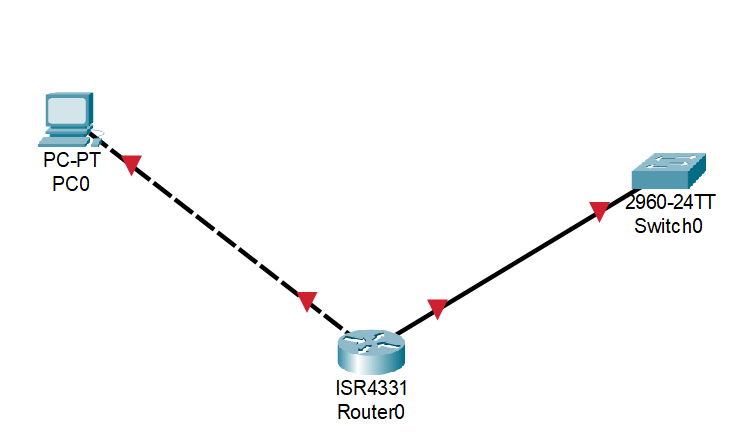 PC-PT
PC0
2960-24TT
Switch0
ISR4331
Router0